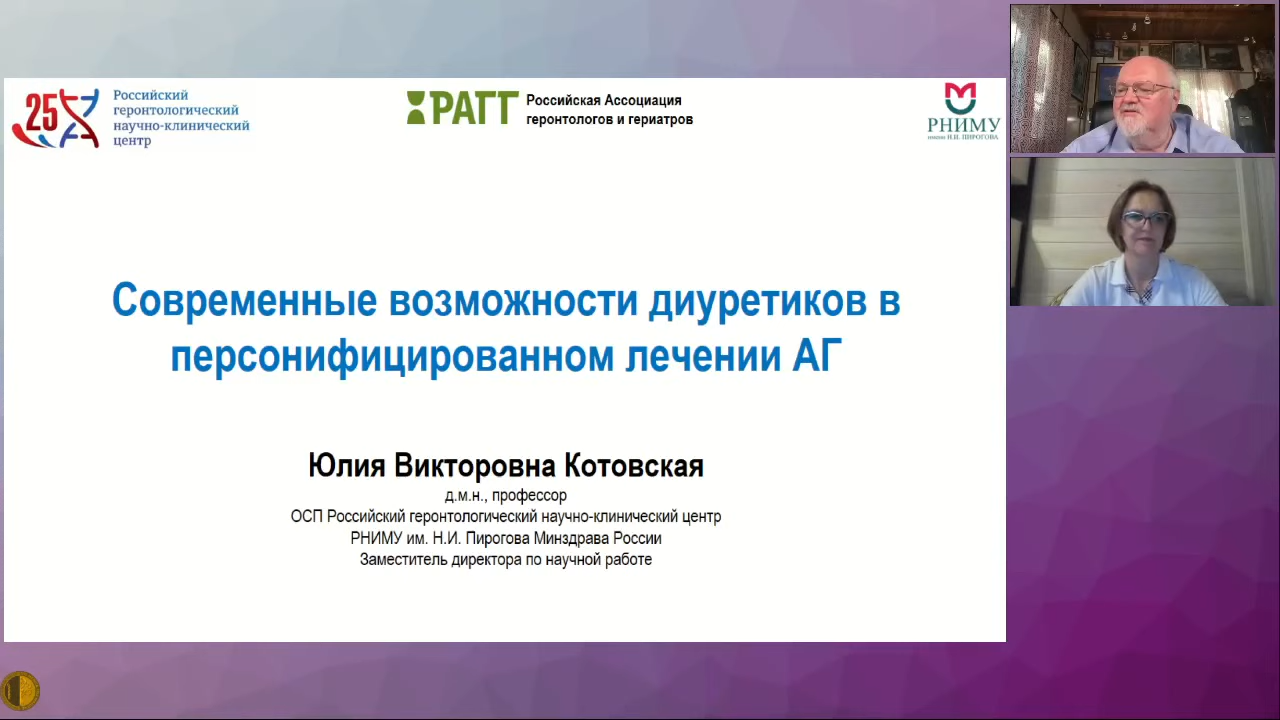 25
Российский
геронтологический
научно-клинический
центр
РАГГ
Российская Ассоциация
геронтологов и гериатров
РНИМУ
имени Н.И. ПИРОГОВА
Современные возможности диуретиков в
персонифицированном лечении АГ
Юлия Викторовна Котовская
д.м.н., профессор
ОСП Российский геронтологический научно-клинический центр
РНИМУ им. Н.И. Пирогова Минздрава России
Заместитель директора по научной работе